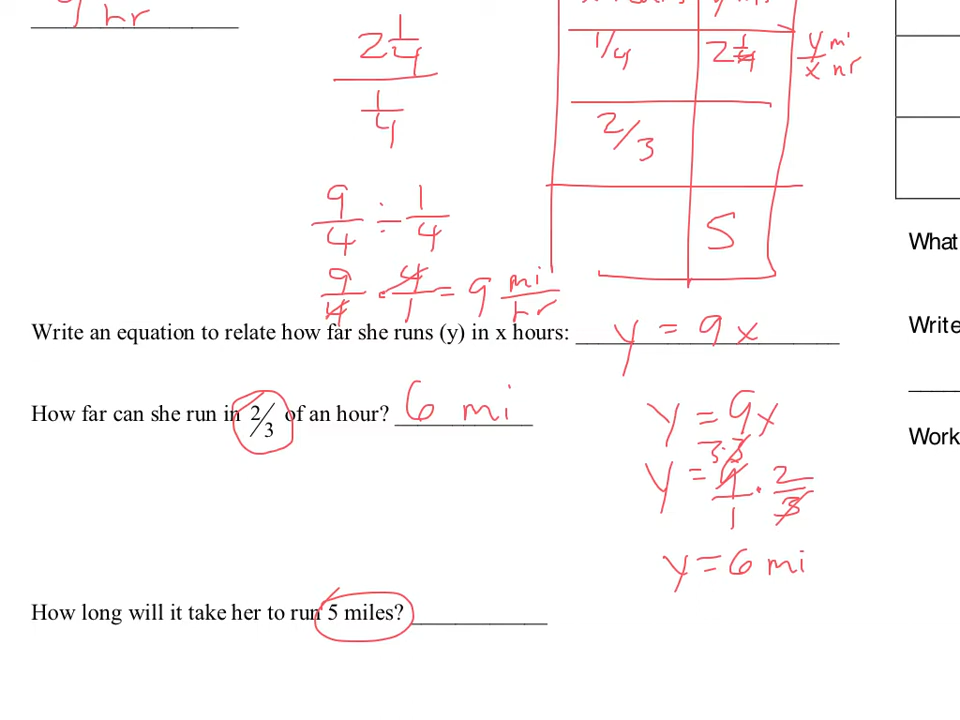 hr
2 1/4
1/4
9/4 ÷ 1/4
9/4 · 4/1 = 9 mi/hr
1/4 2 1/4 y mi/x hr
2/3
5
What
Write an equation to relate how far she runs (y) in x hours: y = 9x
Write
How far can she run in 2/3 of an hour? 6 mi
y = 9x
Work
3·3
y = 9/1 · 2/3
y = 6 mi
How long will it take her to run 5 miles?